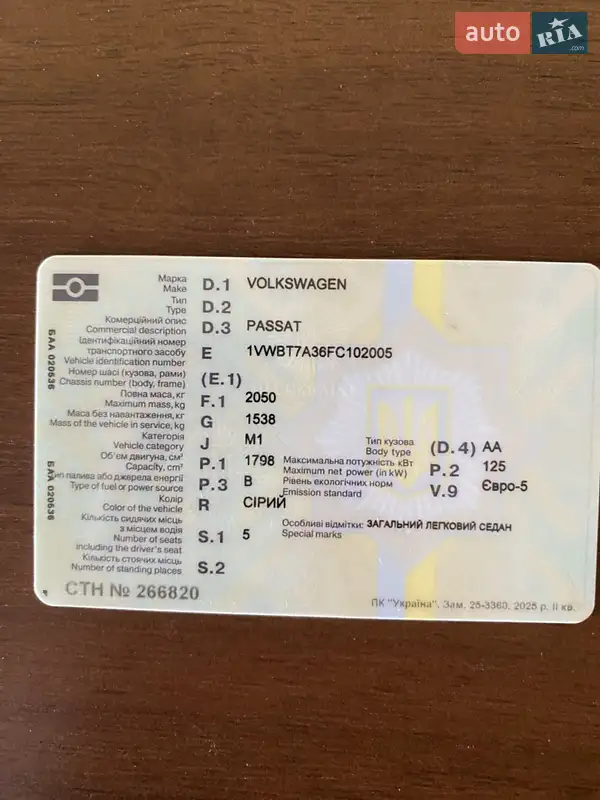 auto RIA .com
Марка
Make
D.1 VOLKSWAGEN
Тип
Type
D.2
Комерційний опис
Commercial description
D.3 PASSAT
Ідентифікаційний номер
транспортного засобу
Vehicle identification number
E 1VWBT7A36FC102005
Номер шасі (кузова, рами)
Chassis number (body, frame)
(E.1)
Повна маса, кг
Maximum mass, kg
F.1 2050
Маса без навантаження, кг
Mass of the vehicle in service, kg
G 1538
Категорія
Vehicle category
J M1
Тип кузова
Body type
(D.4) AA
Об'єм двигуна, см³
Capacity, cm³
P.1 1798
Максимальна потужність кВт
Maximum net power (in kW)
P.2 125
Тип палива або джерела енергії
Type of fuel or power source
P.3 B
Рівень екологічних норм
Emission standard
V.9 Євро-5
Колір
Color of the vehicle
R СІРИЙ
Кількість сидячих місць
з місцем водія
Number of seats
including the driver's seat
S.1 5
Особливі відмітки: ЗАГАЛЬНИЙ ЛЕГКОВИЙ СЕДАН
Special marks
Кількість стоячих місць
Number of standing places
S.2
СТН № 266820
ПК "Україна". Зам. 25-3360. 2025 р. II кв.
БАА 020636
БАА 020636